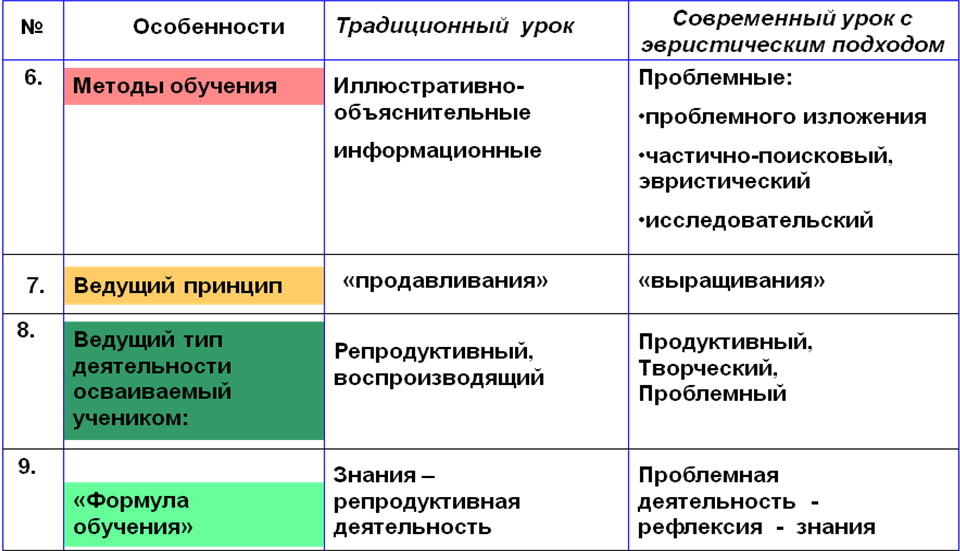 № Особенности Традиционный урок Современный урок с
эвристическим подходом
6. Методы обучения Иллюстративно-
объяснительные
информационные
Проблемные:
•проблемного изложения
•частично-поисковый,
эвристический
•исследовательский
7. Ведущий принцип «продавливания» «выращивания»
8. Ведущий тип
деятельности
осваиваемый
учеником:
Репродуктивный,
воспроизводящий
Продуктивный,
Творческий,
Проблемный
9. «Формула
обучения»
Знания –
репродуктивная
деятельность
Проблемная
деятельность -
рефлексия - знания